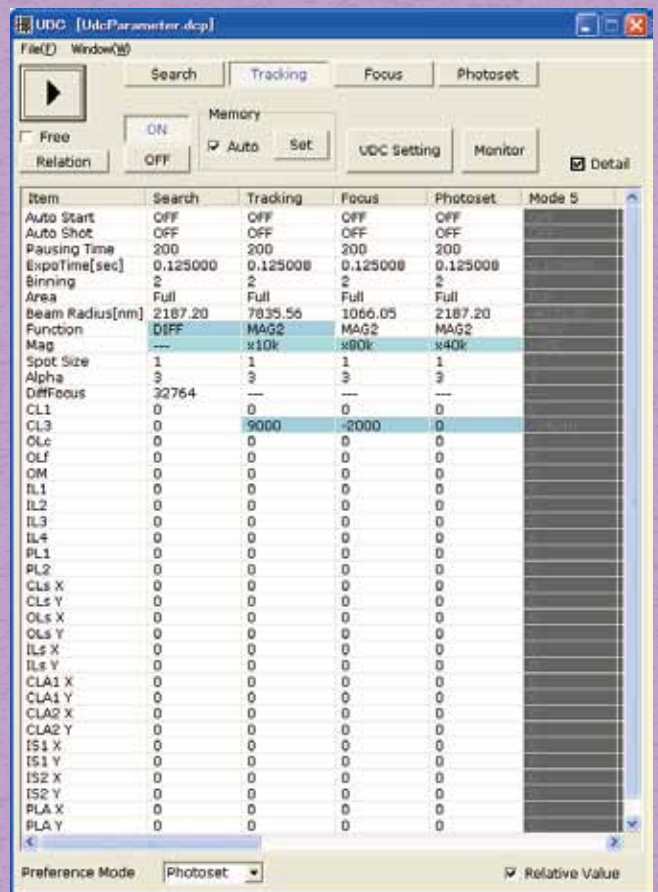 UDC [UdcParameter.dcp]
File(F) Window(W)
Search Tracking Focus Photoset
Memory
Free ON Auto Set UDC Setting Monitor
Relation OFF Detail
Item Search Tracking Focus Photoset Mode 5
Auto Start OFF OFF OFF OFF
Auto Shot OFF OFF OFF OFF
Pausing Time 200 200 200 200
ExpoTime[sec] 0.125000 0.125008 0.125008 0.125008
Binning 2 2 2 2
Area Full Full Full Full
Beam Radius[nm] 2187.20 7835.56 1066.05 2187.20
Function DIFF MAG2 MAG2 MAG2
Mag --- x10k x80k x40k
Spot Size 1 1 1 1
Alpha 3 3 3 3
DiffFocus 32764 --- --- ---
CL1 0 0 0 0
CL3 0 9000 -2000 0
OLc 0 0 0 0
OLf 0 0 0 0
OM 0 0 0 0
IL1 0 0 0 0
IL2 0 0 0 0
IL3 0 0 0 0
IL4 0 0 0 0
PL1 0 0 0 0
PL2 0 0 0 0
CLs X 0 0 0 0
CLs Y 0 0 0 0
OLs X 0 0 0 0
OLs Y 0 0 0 0
ILs X 0 0 0 0
ILs Y 0 0 0 0
CLA1 X 0 0 0 0
CLA1 Y 0 0 0 0
CLA2 X 0 0 0 0
CLA2 Y 0 0 0 0
IS1 X 0 0 0 0
IS1 Y 0 0 0 0
IS2 X 0 0 0 0
IS2 Y 0 0 0 0
PLA X 0 0 0 0
PLA Y 0 0 0 0
Preference Mode Photoset Relative Value